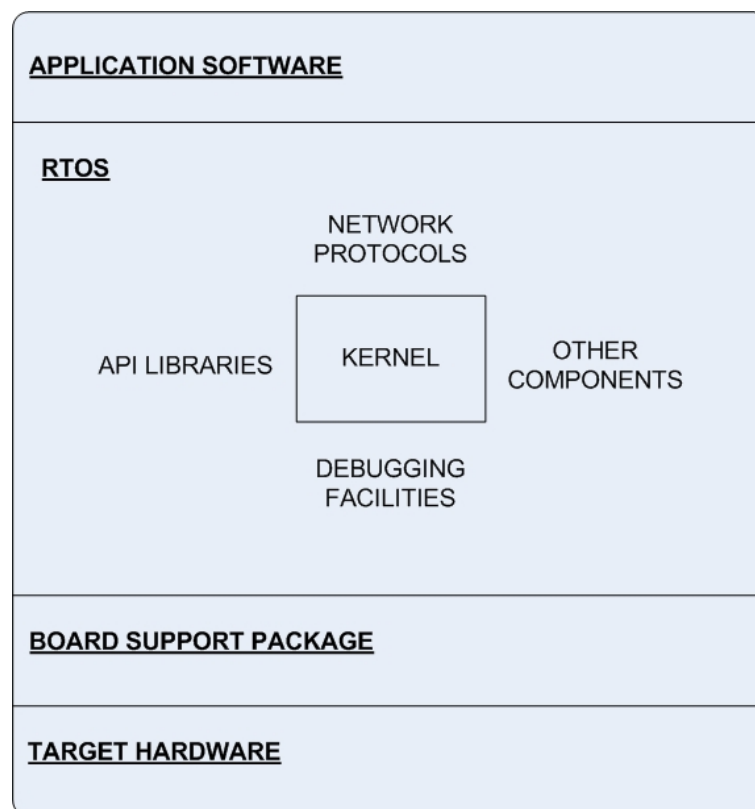 APPLICATION SOFTWARE
RTOS
NETWORK
PROTOCOLS
API LIBRARIES
KERNEL
OTHER
COMPONENTS
DEBUGGING
FACILITIES
BOARD SUPPORT PACKAGE
TARGET HARDWARE